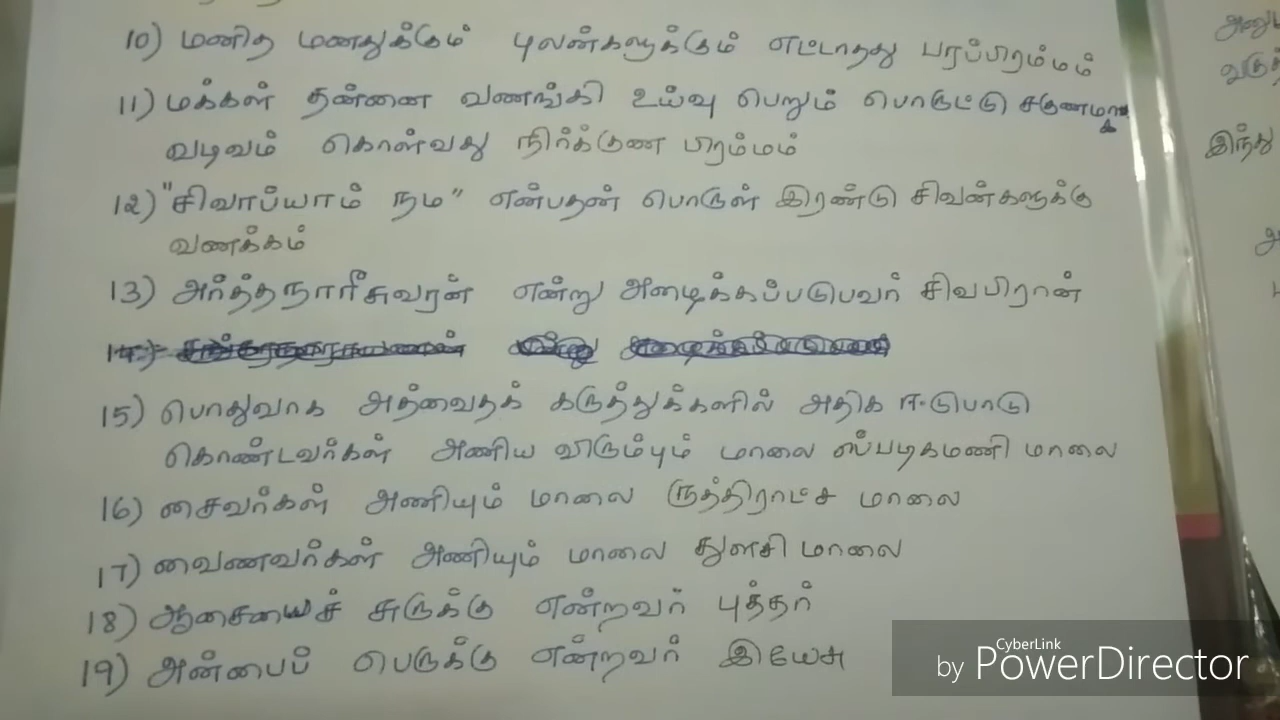 10) மனித மனதுக்கும் புலன்களுக்கும் எட்டாதது பரப்பிரம்மம்
11) மக்கள் தன்னை வணங்கி உய்வு பெறும் பொருட்டு சகுணமாக
வடிவம் கொள்வது நிர்க்குண பிரம்மம்
12) "சிவாப்யாம் நம" என்பதன் பொருள் இரண்டு சிவன்களுக்கு
வணக்கம்
13) அர்த்தநாரீசுவரன் என்று அழைக்கப்படுபவர் சிவபிரான்
15) பொதுவாக அத்வைதக் கருத்துக்களில் அதிக ஈடுபாடு
கொண்டவர்கள் அணிய விரும்பும் மாலை ஸ்படிகமணி மாலை
16) சைவர்கள் அணியும் மாலை ருத்திராட்ச மாலை
17) வைணவர்கள் அணியும் மாலை துளசி மாலை
18) ஆசையைச் சுருக்கு என்றவர் புத்தர்
19) அன்பைப் பெருக்கு என்றவர் இயேசு
இந்து
CyberLink
by PowerDirector